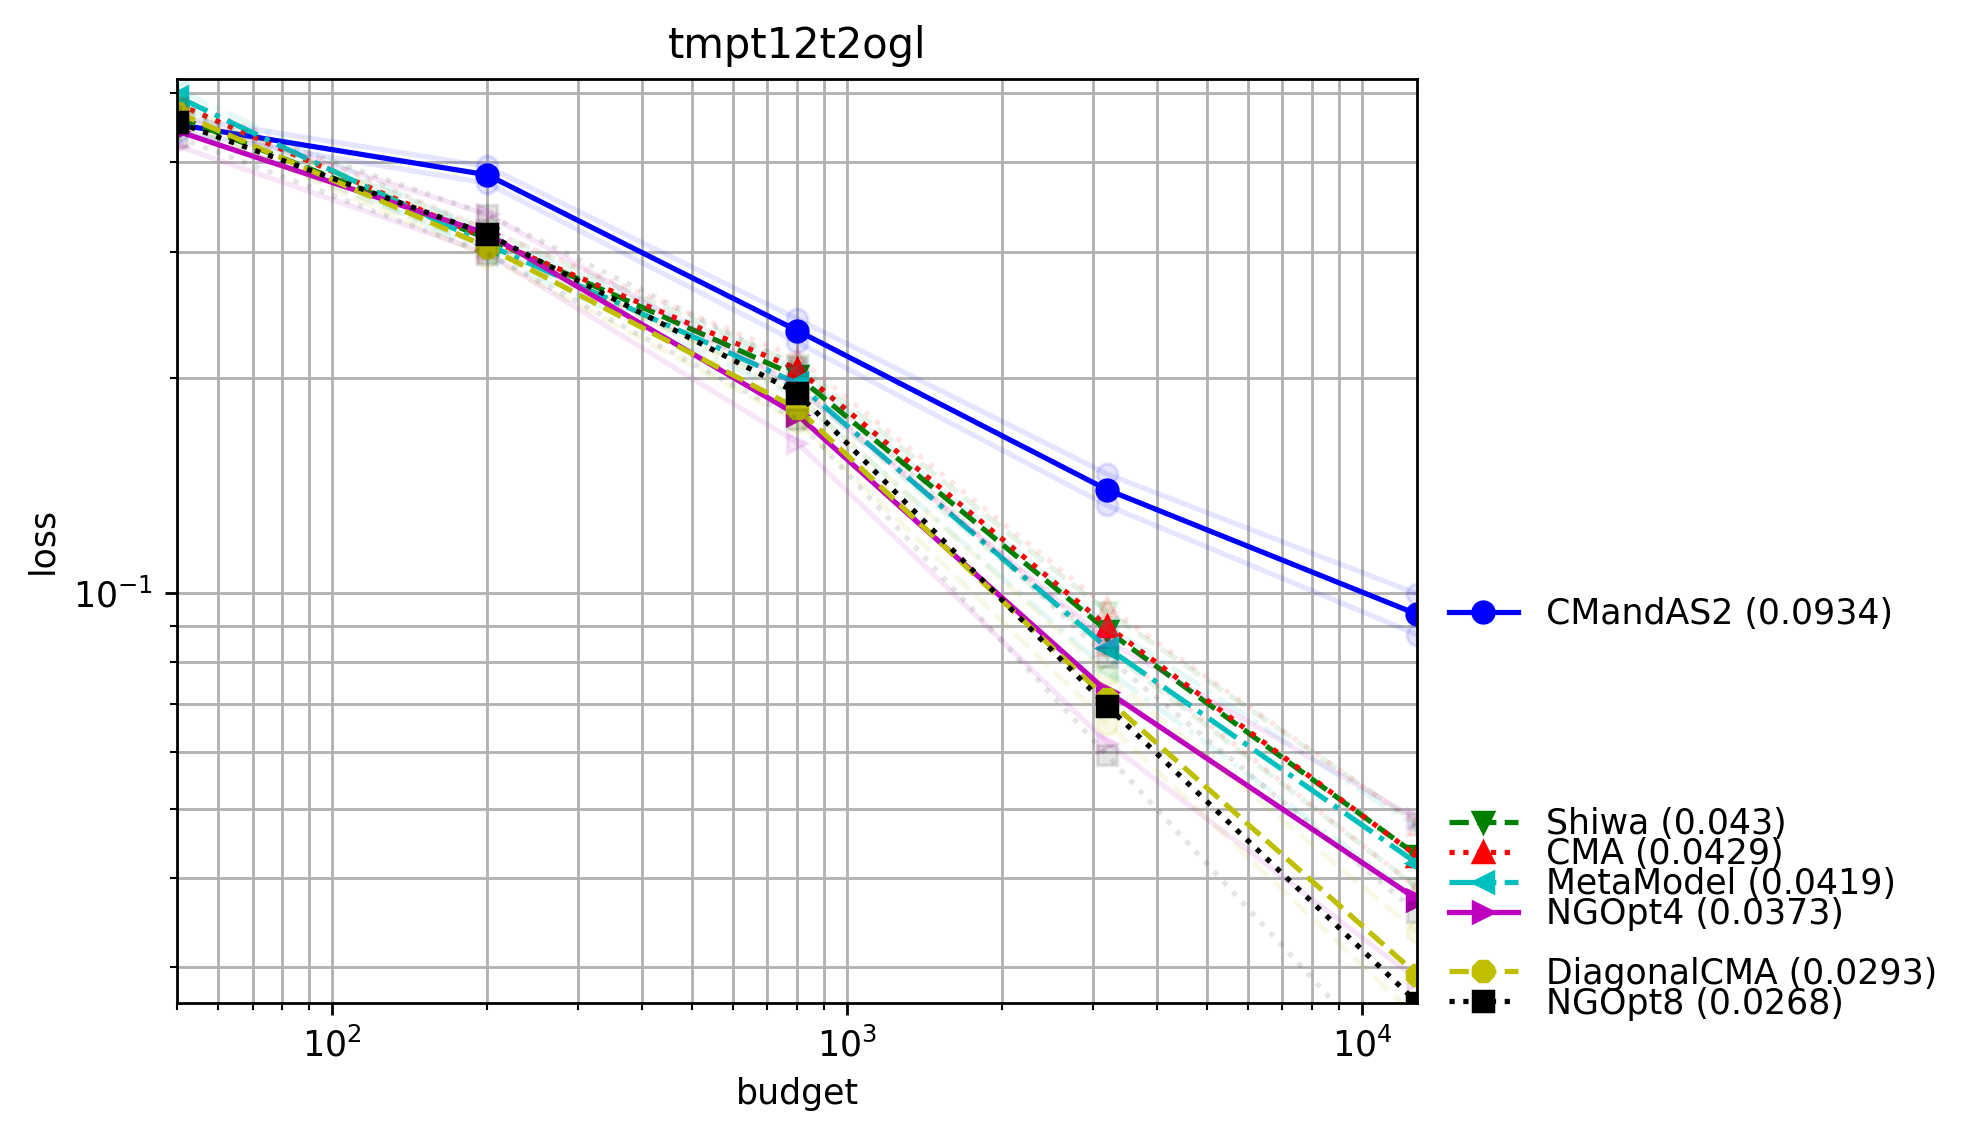 tmpt12t2ogl
loss
10⁻¹
10²
10³
10⁴
budget
CMandAS2 (0.0934)
Shiwa (0.043)
CMA (0.0429)
MetaModel (0.0419)
NGOpt4 (0.0373)
DiagonalCMA (0.0293)
NGOpt8 (0.0268)